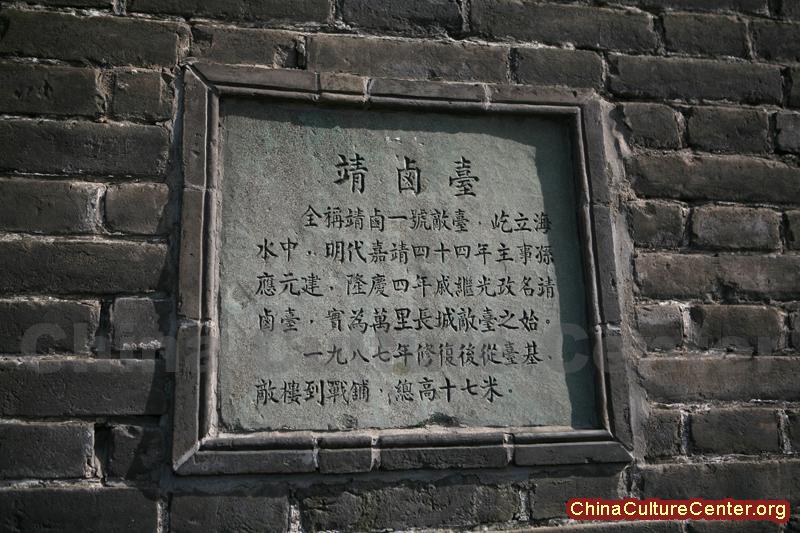 靖鹵臺
全稱靖鹵一號敵臺，屹立海
水中，明代嘉靖四十四年主事孫
應元建，隆慶四年戚繼光改名靖
鹵臺，實為萬里長城敵臺之始。
一九八七年修復後從臺基、
敵樓到戰鋪，總高十七米．
ChinaCultureCenter.org